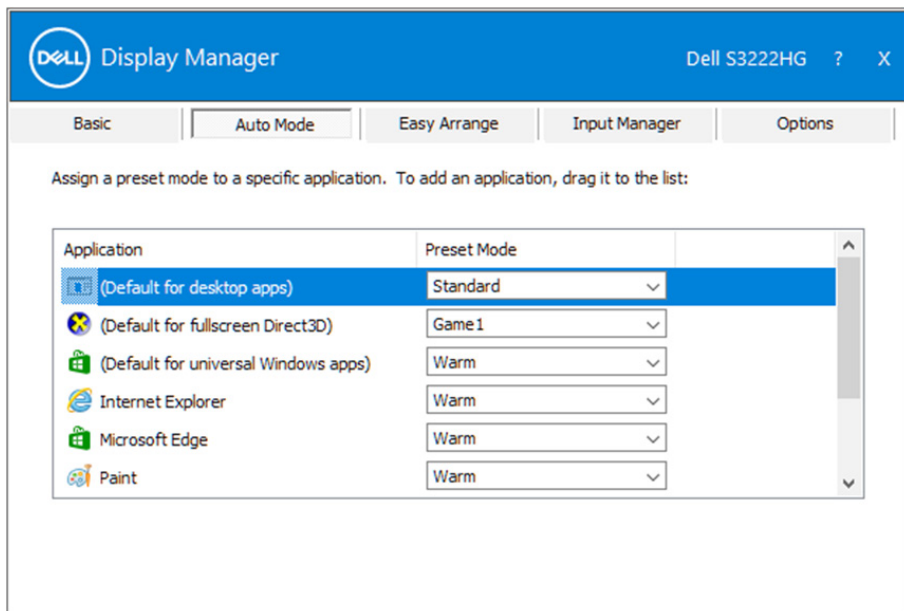 DELL Display Manager Dell S3222HG ? X
Basic Auto Mode Easy Arrange Input Manager Options
Assign a preset mode to a specific application. To add an application, drag it to the list:
Application Preset Mode
(Default for desktop apps) Standard
(Default for fullscreen Direct3D) Game1
(Default for universal Windows apps) Warm
Internet Explorer Warm
Microsoft Edge Warm
Paint Warm